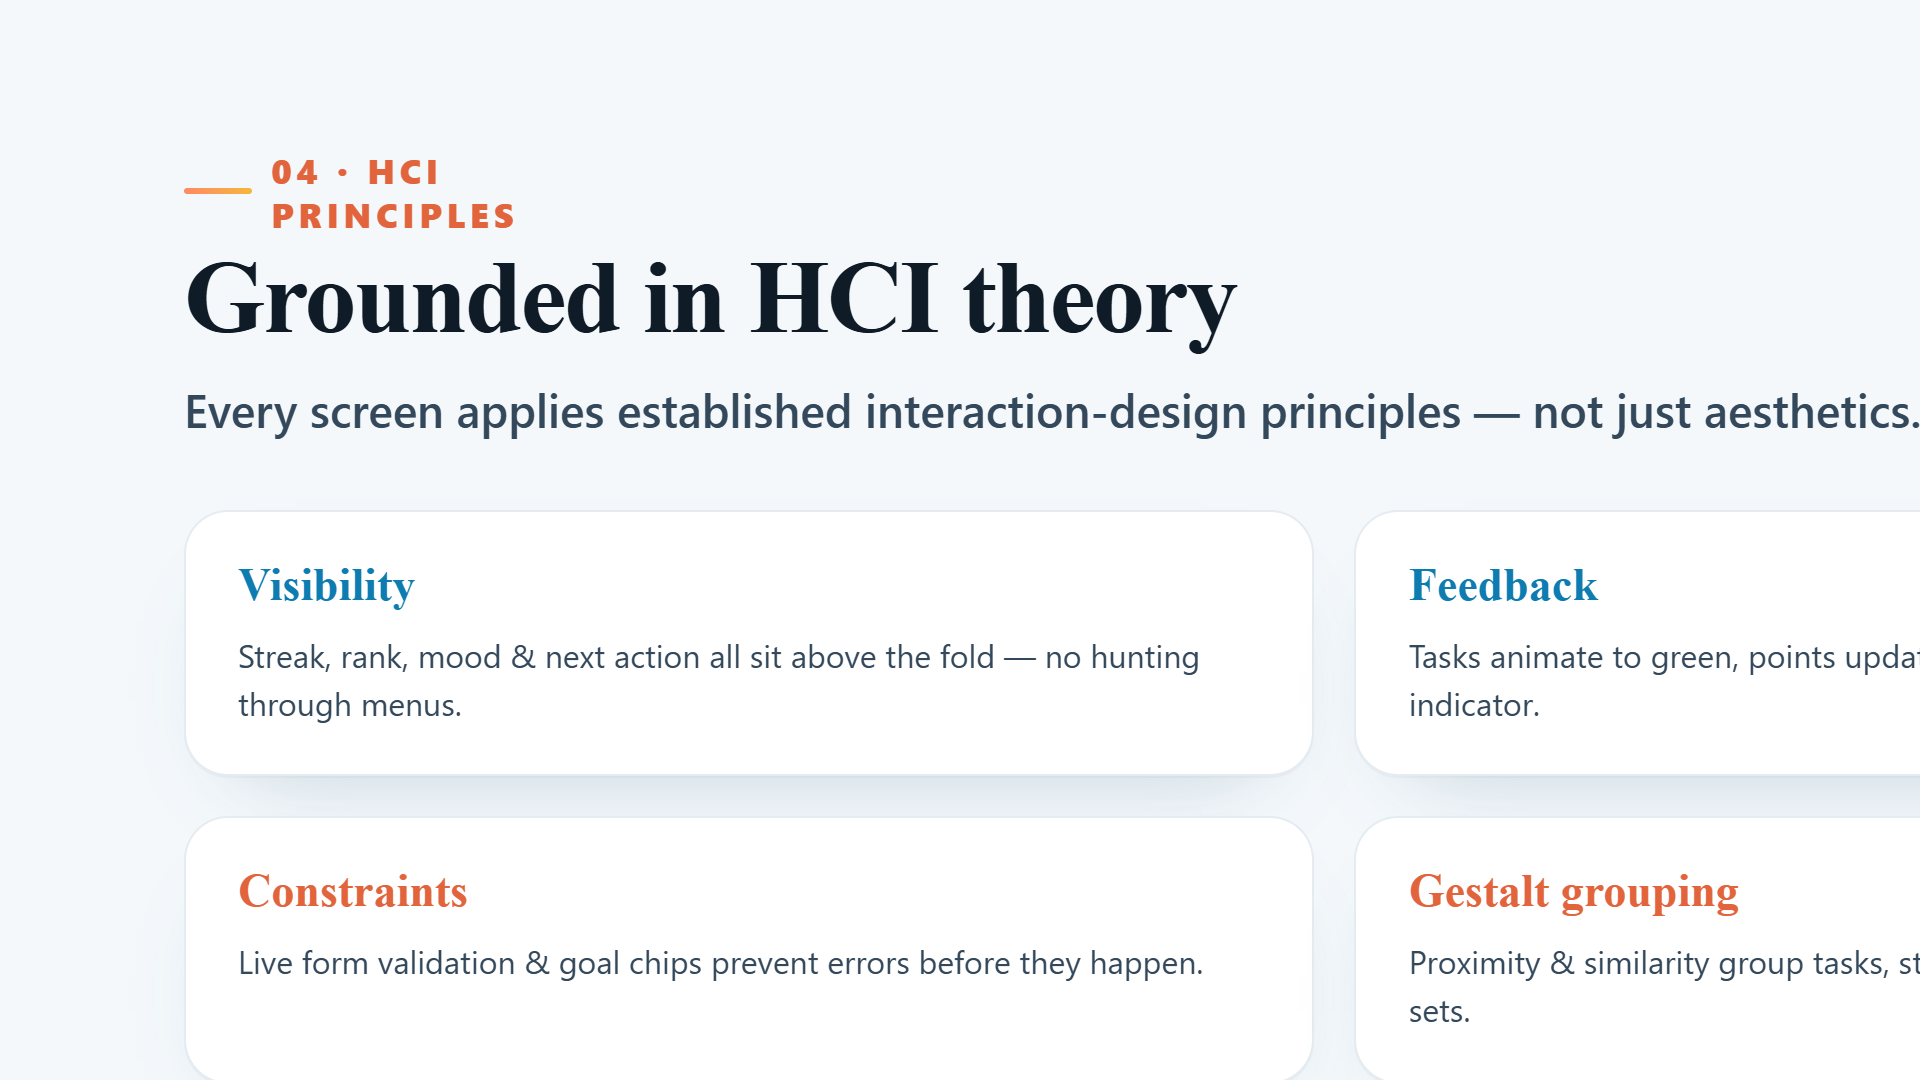 04 · HCI
PRINCIPLES
Grounded in HCI theory
Every screen applies established interaction-design principles — not just aesthetics.
Visibility
Streak, rank, mood & next action all sit above the fold — no hunting
through menus.
Feedback
Tasks animate to green, points
indicator.
Constraints
Live form validation & goal chips prevent errors before they happen.
Gestalt grouping
Proximity & similarity group tasks,
sets.